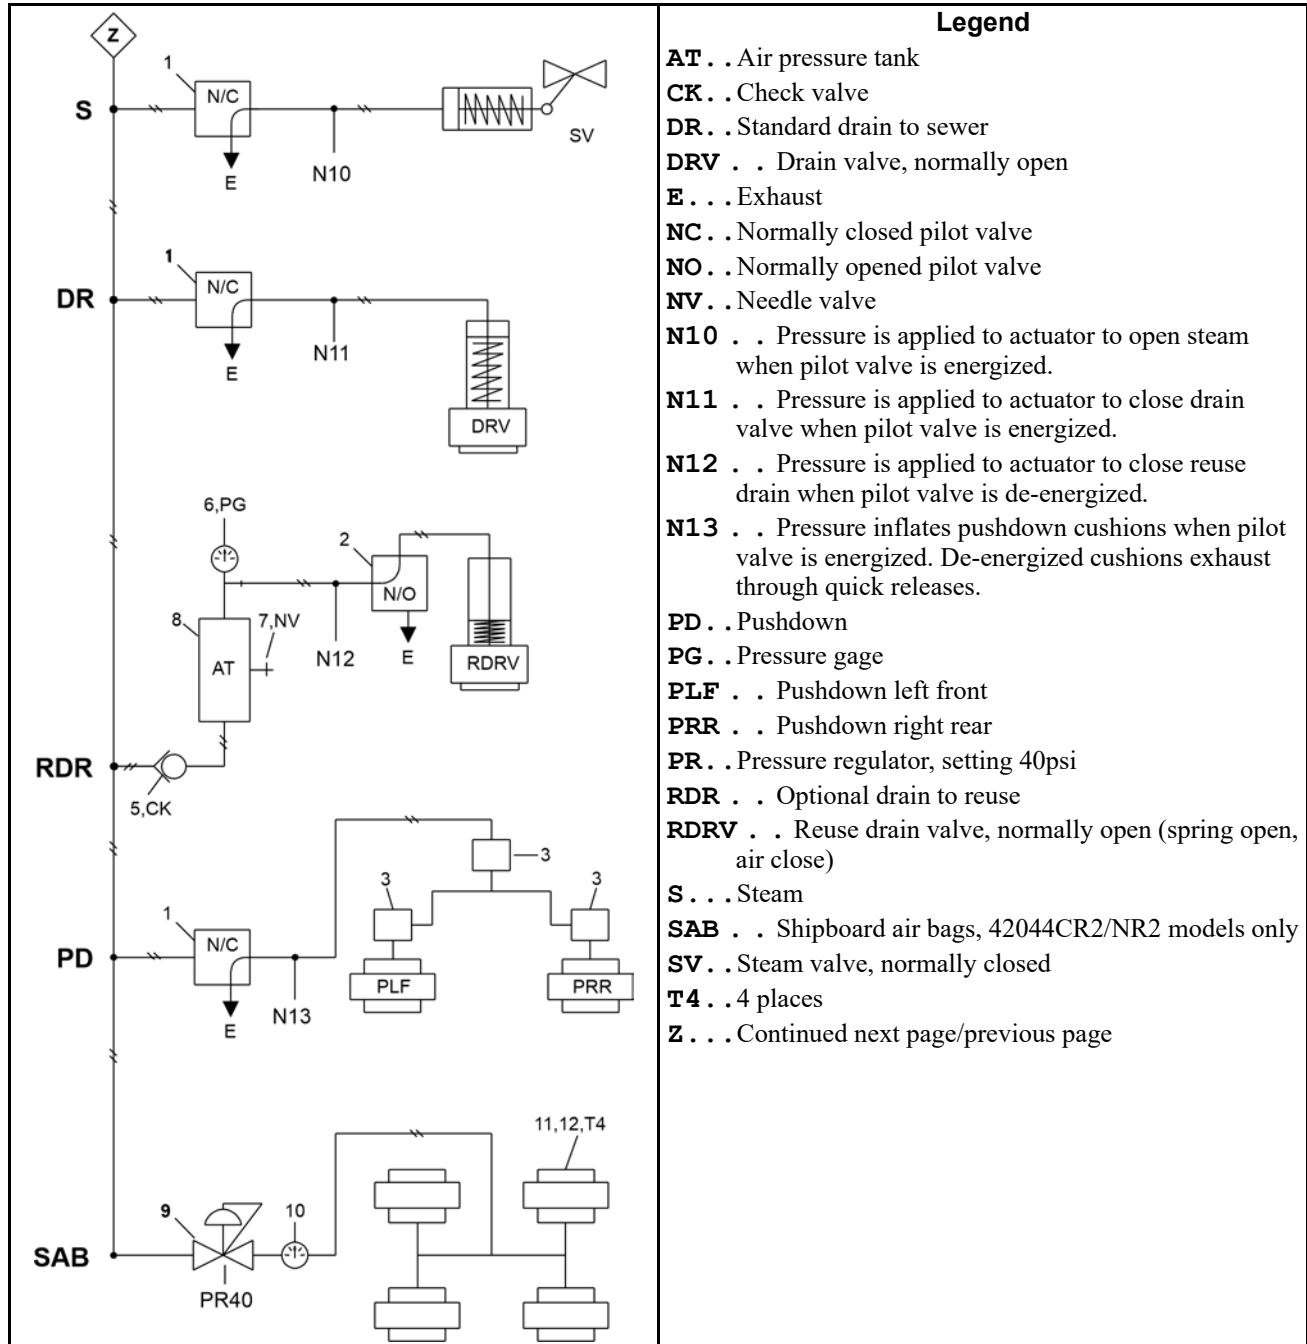 Z
1
N/C
S
E
N10
SV
1
N/C
DR
E
N11
DRV
6,PG
2
N/O
8
7,NV
AT
N12
E
RDRV
RDR
5,CK
3
3
3
1
N/C
PD
PLF
PRR
E
N13
11,12,T4
9
10
SAB
PR40
Legend
AT. . Air pressure tank
CK. . Check valve
DR. . Standard drain to sewer
DRV . . Drain valve, normally open
E. . . Exhaust
NC. . Normally closed pilot valve
NO. . Normally opened pilot valve
NV. . Needle valve
N10 . . Pressure is applied to actuator to open steam
when pilot valve is energized.
N11 . . Pressure is applied to actuator to close drain
valve when pilot valve is energized.
N12 . . Pressure is applied to actuator to close reuse
drain when pilot valve is de-energized.
N13 . . Pressure inflates pushdown cushions when pilot
valve is energized. De-energized cushions exhaust
through quick releases.
PD. . Pushdown
PG. . Pressure gage
PLF . . Pushdown left front
PRR . . Pushdown right rear
PR. . Pressure regulator, setting 40psi
RDR . . Optional drain to reuse
RDRV . . Reuse drain valve, normally open (spring open,
air close)
S. . . Steam
SAB . . Shipboard air bags, 42044CR2/NR2 models only
SV. . Steam valve, normally closed
T4. . 4 places
Z. . . Continued next page/previous page